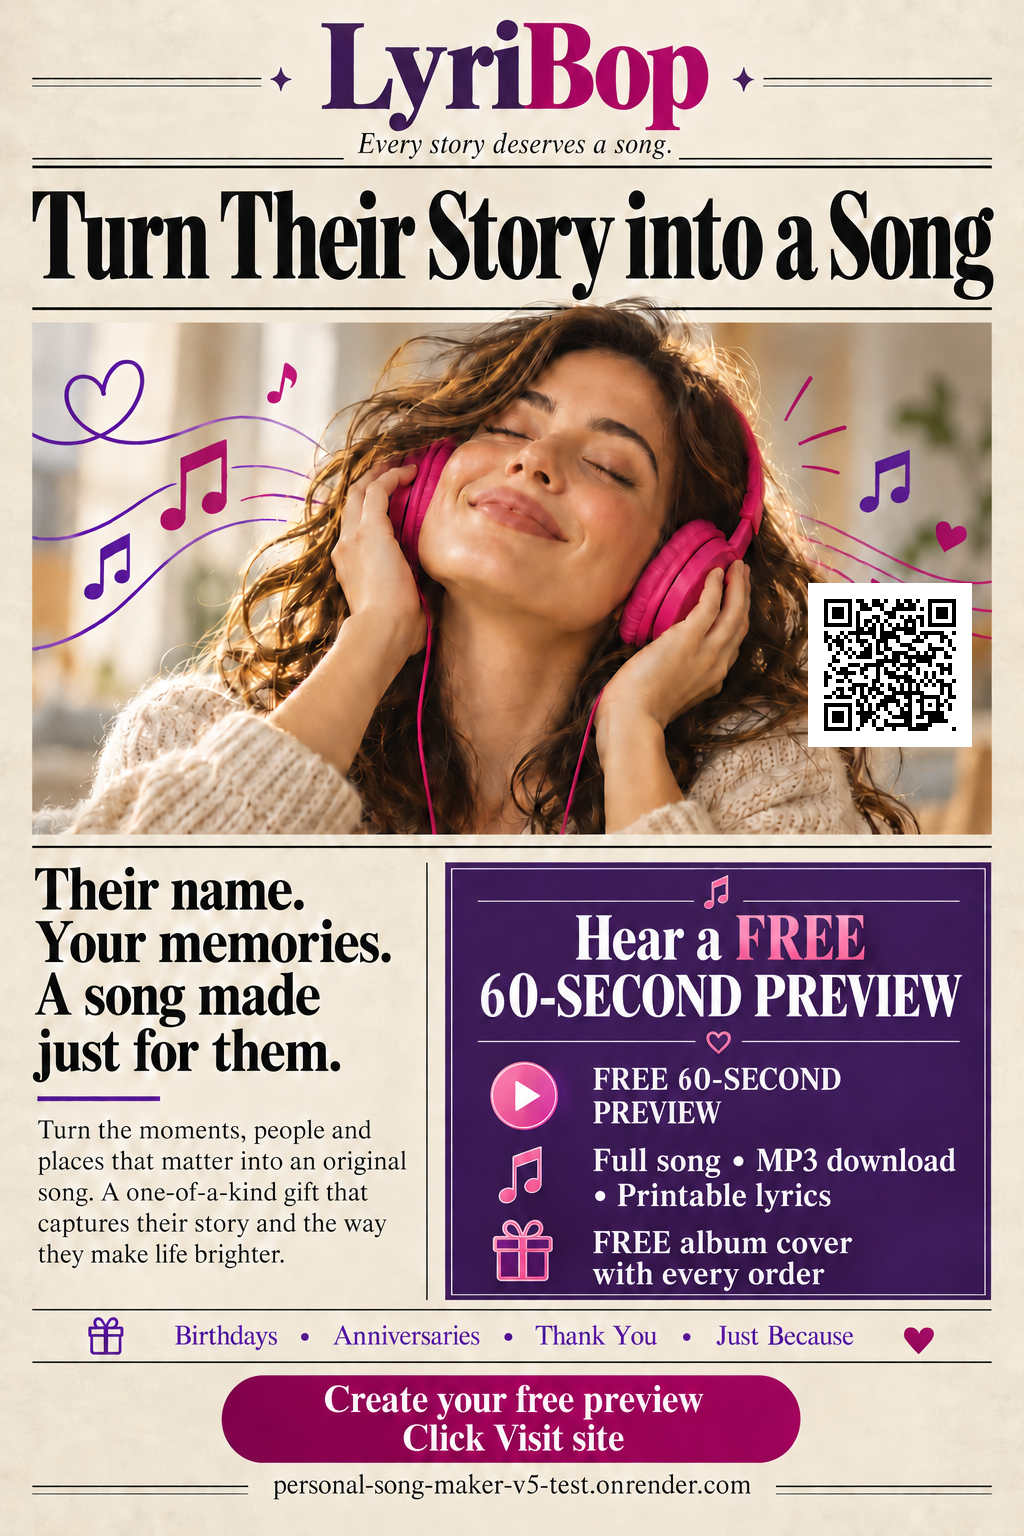 LyriBop
Every story deserves a song.
Turn Their Story into a Song
Their name.
Your memories.
A song made
just for them.
Turn the moments, people and
places that matter into an original
song. A one-of-a-kind gift that
captures their story and the way
they make life brighter.
Hear a FREE
60-SECOND PREVIEW
FREE 60-SECOND
PREVIEW
Full song • MP3 download
• Printable lyrics
FREE album cover
with every order
Birthdays • Anniversaries • Thank You • Just Because
Create your free preview
Click Visit site
personal-song-maker-v5-test.onrender.com